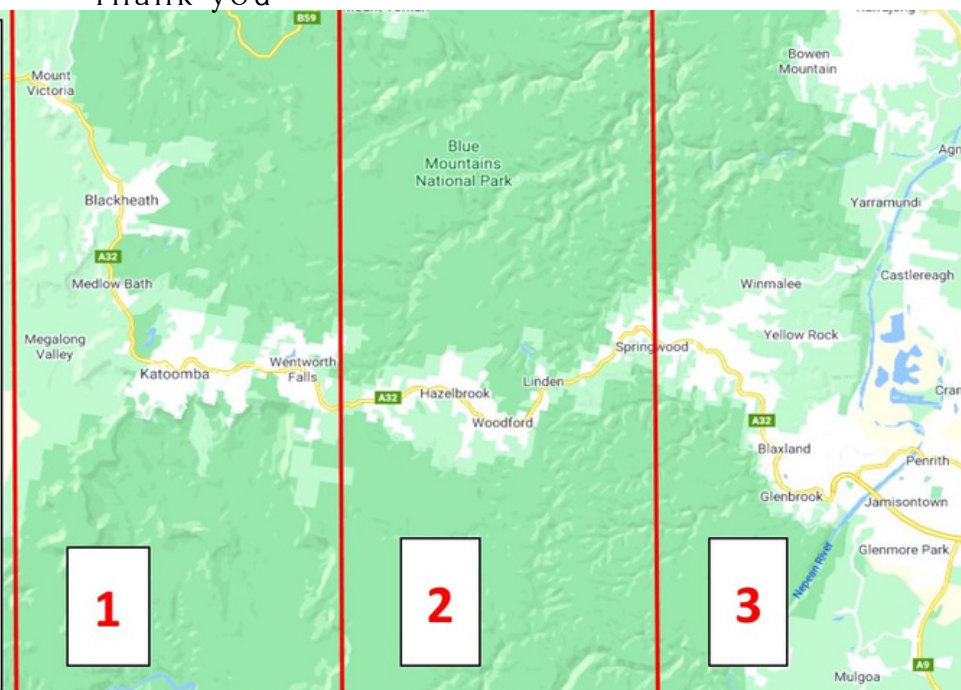 Thank you
B59
Mount
Victoria
Bowen
Mountain
Blue
Mountains
National Park
Blackheath
Yarramundi
A32
Medlow Bath
Winmalee
Castlereagh
Megalong
Valley
Yellow Rock
Springwood
Katoomba
Wentworth
Falls
Linden
Hazelbrook
A32
Woodford
A32
Blaxland
Penrith
Glenbrook
Jamisontown
Glenmore Park
Nepean River
1
2
3
A9
Mulgoa